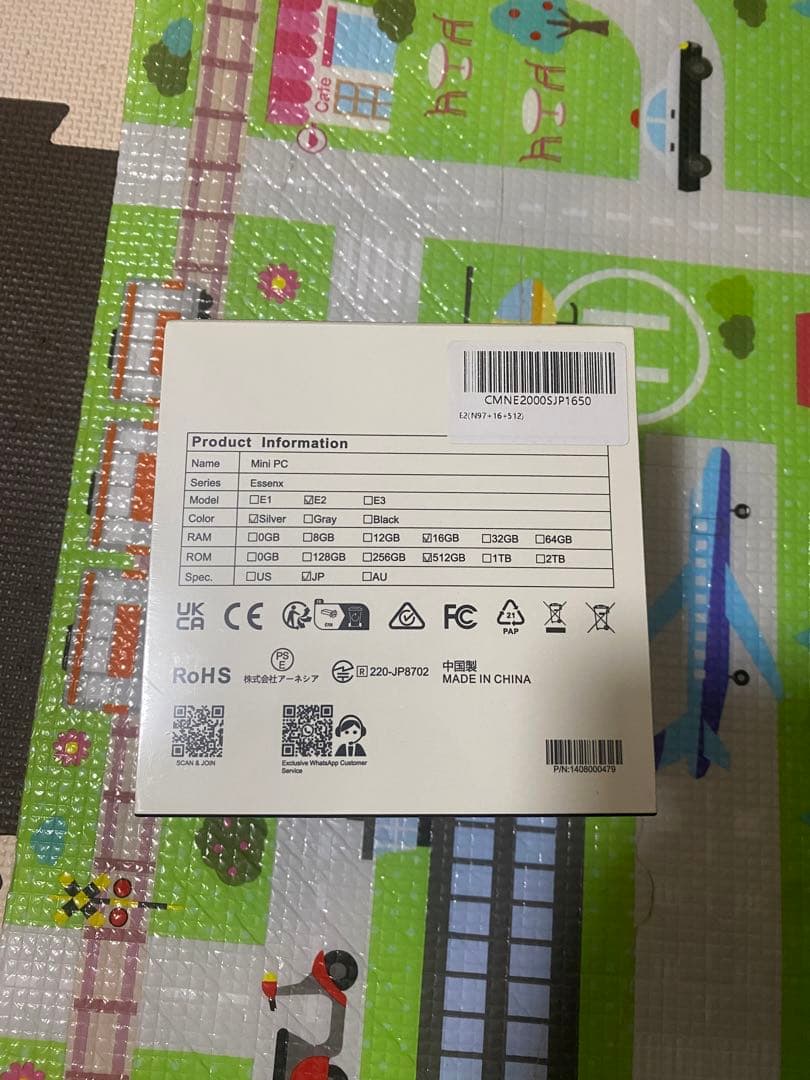 Cafe
CMNE2000SJP1650
E2(N97+16+512)
Product Information
Name Mini PC
Series Essenx
Model ☐E1 ☑E2 ☐E3
Color ☑Silver ☐Gray ☐Black
RAM ☐0GB ☐8GB ☐12GB ☑16GB ☐32GB ☐64GB
ROM ☐0GB ☐128GB ☐256GB ☑512GB ☐1TB ☐2TB
Spec. ☐US ☑JP ☐AU
UK
CA CE FC 21
PAP
RoHS PS
E
株式会社アーネシア
R 220-JP8702
中国製
MADE IN CHINA
SCAN & JOIN
Exclusive WhatsApp Customer
Service
P/N:1408000479